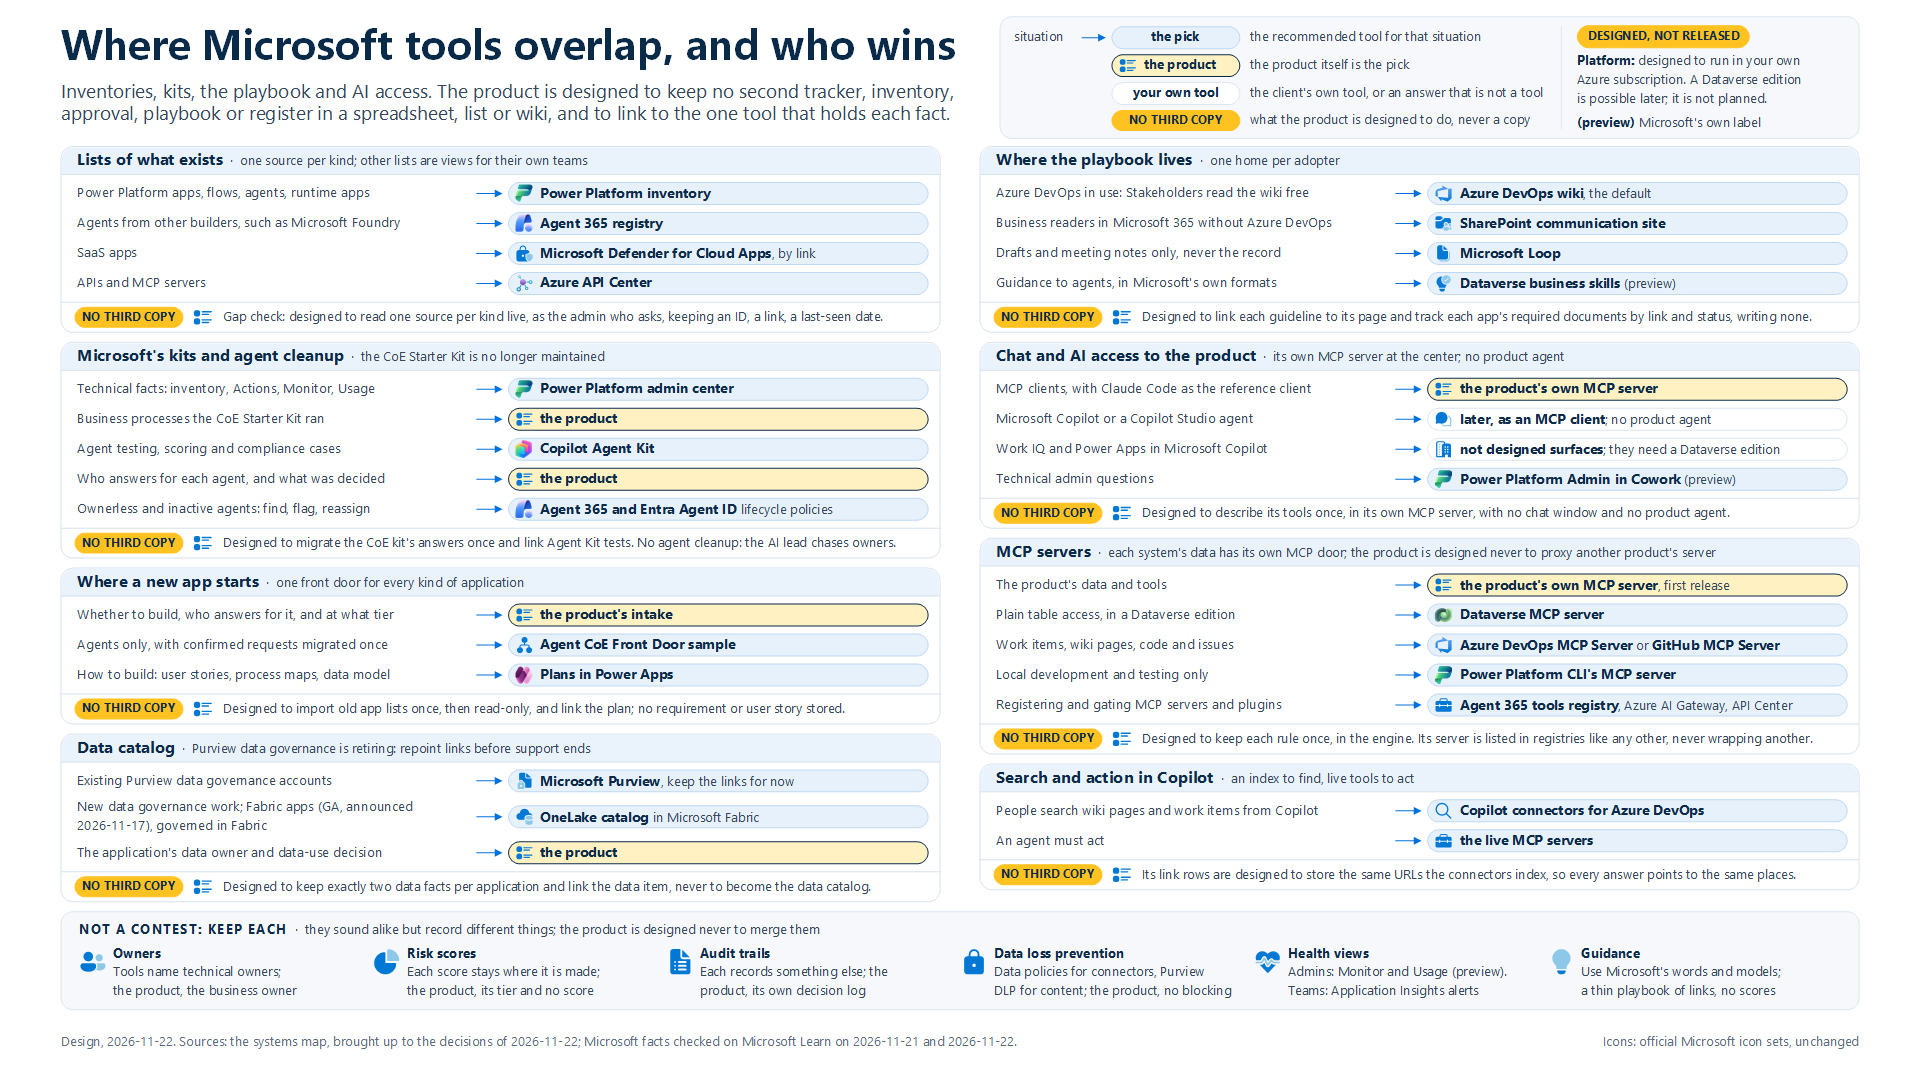 Where Microsoft tools overlap, and who wins
Inventories, kits, the playbook and AI access. The product is designed to keep no second tracker, inventory,
approval, playbook or register in a spreadsheet, list or wiki, and to link to the one tool that holds each fact.
situation the pick the recommended tool for that situation
the product the product itself is the pick
your own tool the client's own tool, or an answer that is not a tool
NO THIRD COPY what the product is designed to do, never a copy
DESIGNED, NOT RELEASED
Platform: designed to run in your own
Azure subscription. A Dataverse edition
is possible later; it is not planned.
(preview) Microsoft's own label
Lists of what exists · one source per kind; other lists are views for their own teams
Power Platform apps, flows, agents, runtime apps Power Platform inventory
Agents from other builders, such as Microsoft Foundry Agent 365 registry
SaaS apps Microsoft Defender for Cloud Apps, by link
APIs and MCP servers Azure API Center
NO THIRD COPY Gap check: designed to read one source per kind live, as the admin who asks, keeping an ID, a link, a last-seen date.
Microsoft's kits and agent cleanup · the CoE Starter Kit is no longer maintained
Technical facts: inventory, Actions, Monitor, Usage Power Platform admin center
Business processes the CoE Starter Kit ran the product
Agent testing, scoring and compliance cases Copilot Agent Kit
Who answers for each agent, and what was decided the product
Ownerless and inactive agents: find, flag, reassign Agent 365 and Entra Agent ID lifecycle policies
NO THIRD COPY Designed to migrate the CoE kit's answers once and link Agent Kit tests. No agent cleanup: the AI lead chases owners.
Where a new app starts · one front door for every kind of application
Whether to build, who answers for it, and at what tier the product's intake
Agents only, with confirmed requests migrated once Agent CoE Front Door sample
How to build: user stories, process maps, data model Plans in Power Apps
NO THIRD COPY Designed to import old app lists once, then read-only, and link the plan; no requirement or user story stored.
Data catalog · Purview data governance is retiring: repoint links before support ends
Existing Purview data governance accounts Microsoft Purview, keep the links for now
New data governance work; Fabric apps (GA, announced
2026-11-17), governed in Fabric OneLake catalog in Microsoft Fabric
The application's data owner and data-use decision the product
NO THIRD COPY Designed to keep exactly two data facts per application and link the data item, never to become the data catalog.
Where the playbook lives · one home per adopter
Azure DevOps in use: Stakeholders read the wiki free Azure DevOps wiki, the default
Business readers in Microsoft 365 without Azure DevOps SharePoint communication site
Drafts and meeting notes only, never the record Microsoft Loop
Guidance to agents, in Microsoft's own formats Dataverse business skills (preview)
NO THIRD COPY Designed to link each guideline to its page and track each app's required documents by link and status, writing none.
Chat and AI access to the product · its own MCP server at the center; no product agent
MCP clients, with Claude Code as the reference client the product's own MCP server
Microsoft Copilot or a Copilot Studio agent later, as an MCP client; no product agent
Work IQ and Power Apps in Microsoft Copilot not designed surfaces; they need a Dataverse edition
Technical admin questions Power Platform Admin in Cowork (preview)
NO THIRD COPY Designed to describe its tools once, in its own MCP server, with no chat window and no product agent.
MCP servers · each system's data has its own MCP door; the product is designed never to proxy another product's server
The product's data and tools the product's own MCP server, first release
Plain table access, in a Dataverse edition Dataverse MCP server
Work items, wiki pages, code and issues Azure DevOps MCP Server or GitHub MCP Server
Local development and testing only Power Platform CLI's MCP server
Registering and gating MCP servers and plugins Agent 365 tools registry, Azure AI Gateway, API Center
NO THIRD COPY Designed to keep each rule once, in the engine. Its server is listed in registries like any other, never wrapping another.
Search and action in Copilot · an index to find, live tools to act
People search wiki pages and work items from Copilot Copilot connectors for Azure DevOps
An agent must act the live MCP servers
NO THIRD COPY Its link rows are designed to store the same URLs the connectors index, so every answer points to the same places.
NOT A CONTEST: KEEP EACH · they sound alike but record different things; the product is designed never to merge them
Owners
Tools name technical owners;
the product, the business owner
Risk scores
Each score stays where it is made;
the product, its tier and no score
Audit trails
Each records something else; the
product, its own decision log
Data loss prevention
Data policies for connectors, Purview
DLP for content; the product, no blocking
Health views
Admins: Monitor and Usage (preview).
Teams: Application Insights alerts
Guidance
Use Microsoft's words and models;
a thin playbook of links, no scores
Design, 2026-11-22. Sources: the systems map, brought up to the decisions of 2026-11-22; Microsoft facts checked on Microsoft Learn on 2026-11-21 and 2026-11-22.
Icons: official Microsoft icon sets, unchanged